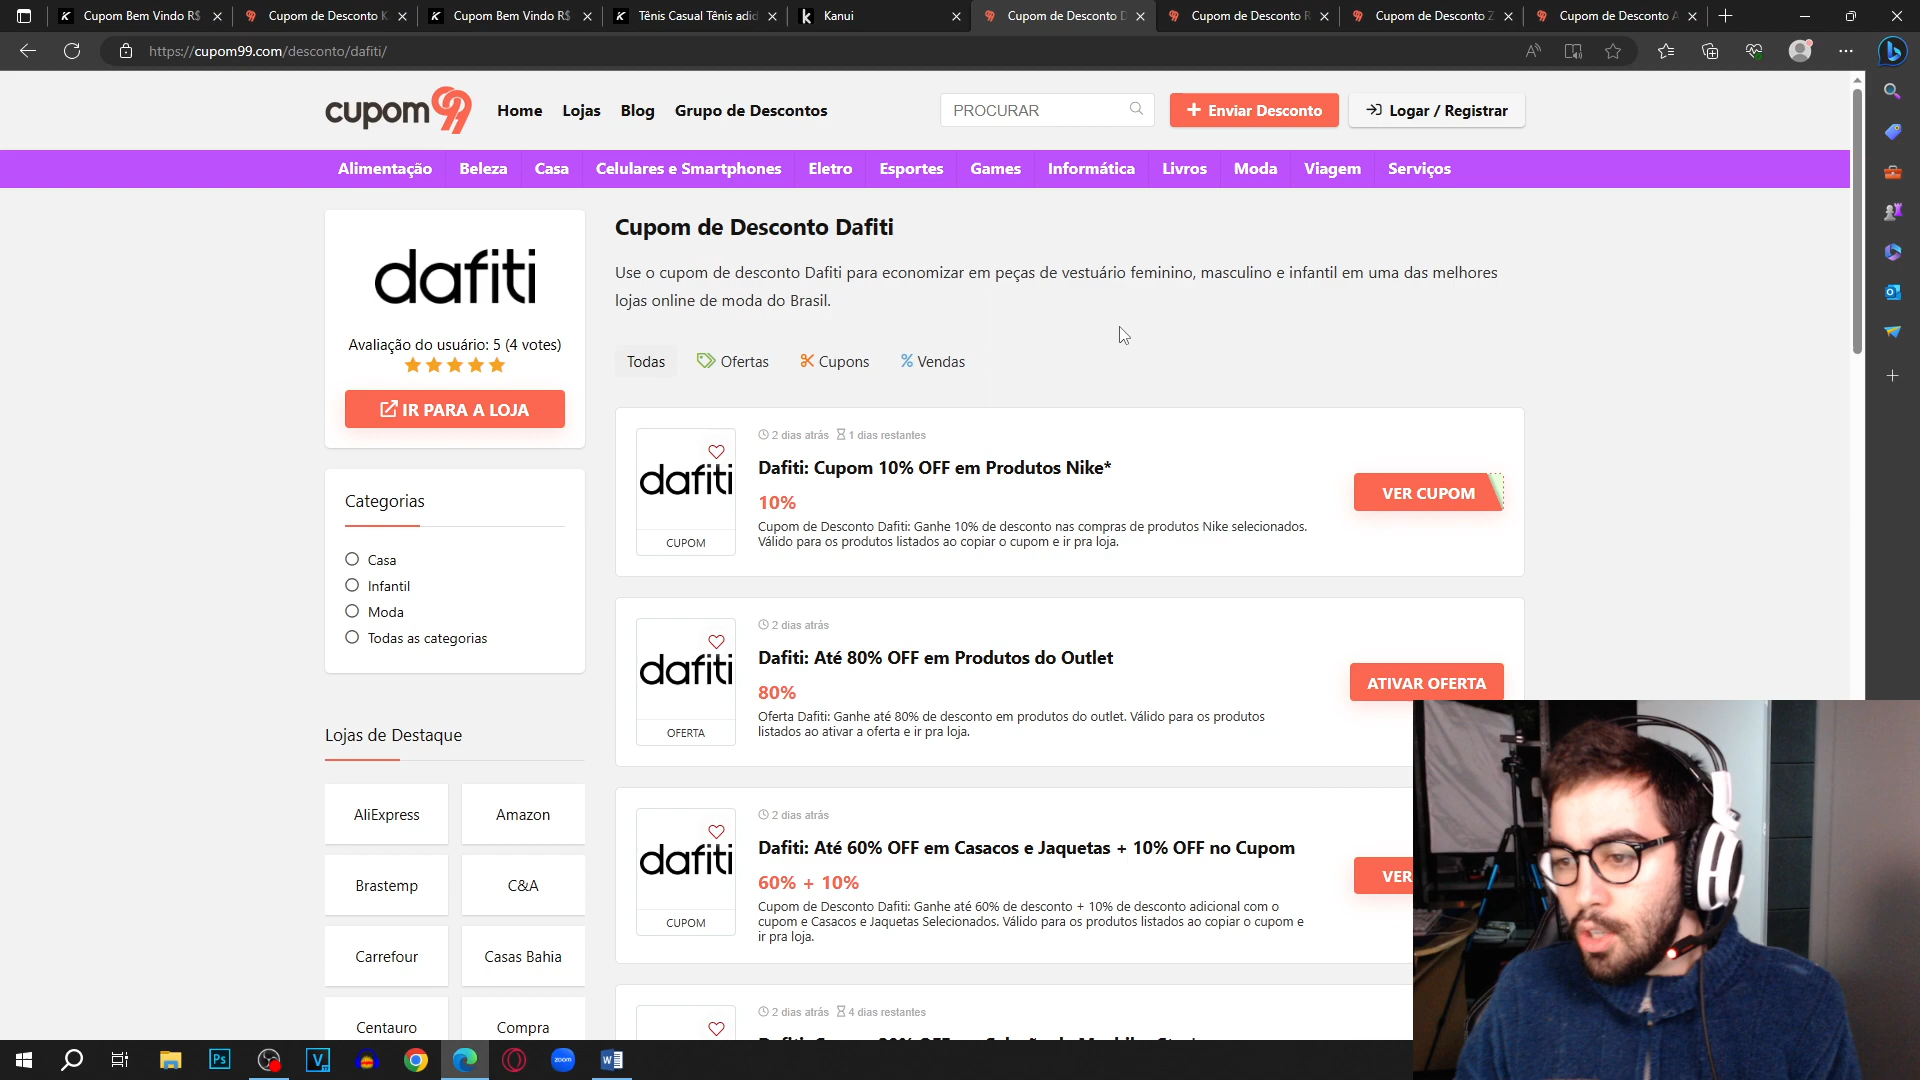 Cupom Bem Vindo R$
Cupom de Desconto K
Cupom Bem Vindo R$
Tênis Casual Tênis adid
Kanui
Cupom de Desconto D
Cupom de Desconto R
Cupom de Desconto Z
Cupom de Desconto A
https://cupom99.com/desconto/dafiti/
cupom99
Home
Lojas
Blog
Grupo de Descontos
PROCURAR
+ Enviar Desconto
Logar / Registrar
Alimentação
Beleza
Casa
Celulares e Smartphones
Eletro
Esportes
Games
Informática
Livros
Moda
Viagem
Serviços
dafiti
Avaliação do usuário: 5 (4 votes)
IR PARA A LOJA
Categorias
Casa
Infantil
Moda
Todas as categorias
Lojas de Destaque
AliExpress
Amazon
Brastemp
C&A
Carrefour
Casas Bahia
Centauro
Compra
Cupom de Desconto Dafiti
Use o cupom de desconto Dafiti para economizar em peças de vestuário feminino, masculino e infantil em uma das melhores
lojas online de moda do Brasil.
Todas
Ofertas
Cupons
% Vendas
dafiti
CUPOM
2 dias atrás
1 dias restantes
Dafiti: Cupom 10% OFF em Produtos Nike*
10%
Cupom de Desconto Dafiti: Ganhe 10% de desconto nas compras de produtos Nike selecionados.
Válido para os produtos listados ao copiar o cupom e ir pra loja.
VER CUPOM
dafiti
OFERTA
2 dias atrás
Dafiti: Até 80% OFF em Produtos do Outlet
80%
Oferta Dafiti: Ganhe até 80% de desconto em produtos do outlet. Válido para os produtos
listados ao ativar a oferta e ir pra loja.
ATIVAR OFERTA
dafiti
CUPOM
2 dias atrás
Dafiti: Até 60% OFF em Casacos e Jaquetas + 10% OFF no Cupom
60% + 10%
Cupom de Desconto Dafiti: Ganhe até 60% de desconto + 10% de desconto adicional com o
cupom e Casacos e Jaquetas Selecionados. Válido para os produtos listados ao copiar o cupom e
ir pra loja.
VER
2 dias atrás
4 dias restantes
Ps
V
zoom